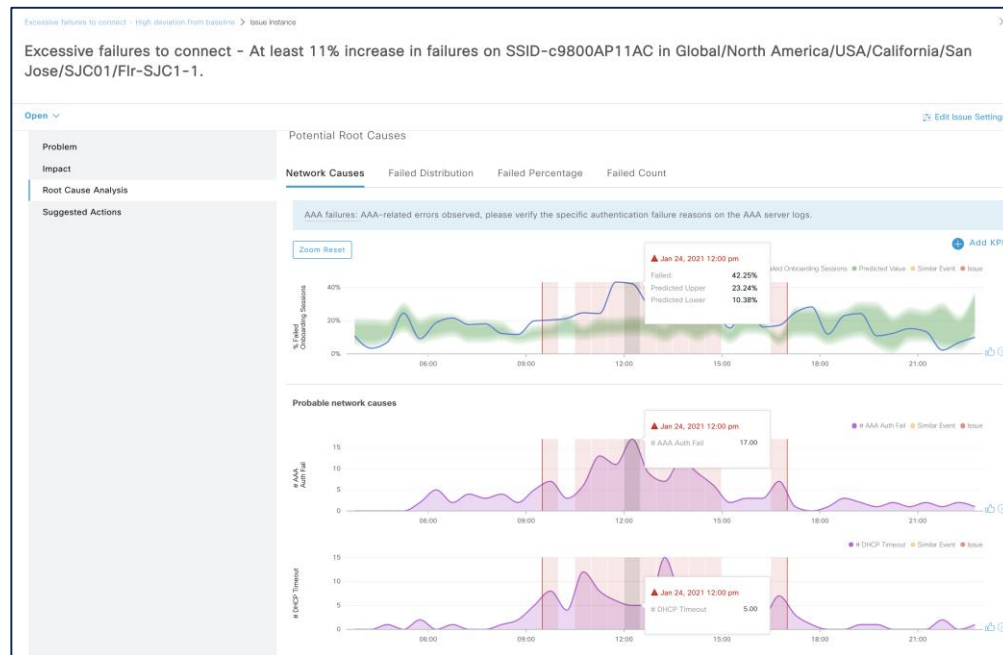 Excessive failures to connect - High deviation from baseline > Issue Instance
Excessive failures to connect - At least 11% increase in failures on SSID-c9800AP11AC in Global/North America/USA/California/San
Jose/SJC01/Flr-SJC1-1.
Open
Edit Issue Setting
Problem
Impact
Root Cause Analysis
Suggested Actions
Potential Root Causes
Network Causes Failed Distribution Failed Percentage Failed Count
AAA failures: AAA-related errors observed, please verify the specific authentication failure reasons on the AAA server logs.
Zoom Reset
Add KPI
Jan 24, 2021 12:00 pm
Failed 42.25%
Predicted Upper 23.24%
Predicted Lower 10.38%
Onboarding Sessions Predicted Value Similar Event Issue
% Failed
Onboarding Sessions
40%
20%
0%
06:00 09:00 12:00 15:00 18:00 21:00
Probable network causes
# AAA Auth Fail Similar Event Issue
Jan 24, 2021 12:00 pm
# AAA Auth Fail 17.00
# AAA
Auth Fail
15
10
5
0
06:00 09:00 12:00 15:00 18:00 21:00
# DHCP Timeout Similar Event Issue
# DHCP Timeout
15
10
5
0
Jan 24, 2021 12:00 pm
# DHCP Timeout 5.00
06:00 09:00 12:00 15:00 18:00 21:00